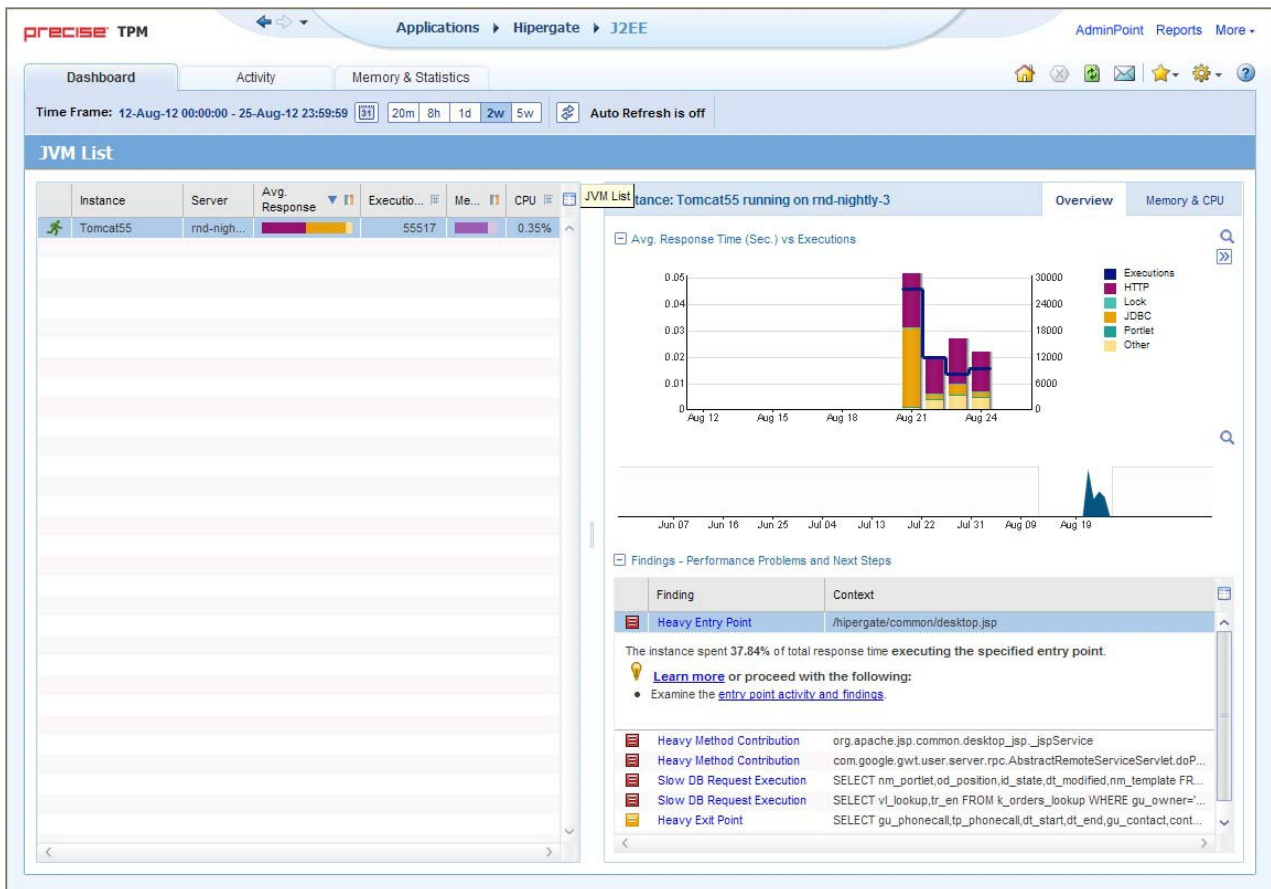 precise TPM
Applications Hipergate J2EE
AdminPoint Reports More
Dashboard Activity Memory & Statistics
Time Frame: 12-Aug-12 00:00:00 - 25-Aug-12 23:59:59 31 20m 8h 1d 2w 5w Auto Refresh is off
JVM List
Instance Server Avg. Response Executio... Me... CPU
Tomcat55 rnd-nigh... 55517 0.35%
JVM List
tance: Tomcat55 running on rnd-nightly-3
Overview Memory & CPU
Avg. Response Time (Sec.) vs Executions
0.05
0.04
0.03
0.02
0.01
0
30000
24000
18000
12000
6000
0
Aug 12 Aug 15 Aug 18 Aug 21 Aug 24
Executions
HTTP
Lock
JDBC
Portlet
Other
Jun 07 Jun 16 Jun 25 Jul 04 Jul 13 Jul 22 Jul 31 Aug 09 Aug 19
Findings - Performance Problems and Next Steps
Finding Context
Heavy Entry Point /hipergate/common/desktop.jsp
The instance spent 37.84% of total response time executing the specified entry point.
Learn more or proceed with the following:
Examine the entry point activity and findings.
Heavy Method Contribution org.apache.jsp.common.desktop_jsp._jspService
Heavy Method Contribution com.google.gwt.user.server.rpc.AbstractRemoteServiceServlet.doP...
Slow DB Request Execution SELECT nm_portlet,od_position,id_state,dt_modified,nm_template FR...
Slow DB Request Execution SELECT vl_lookup,tr_en FROM k_orders_lookup WHERE gu_owner='...
Heavy Exit Point SELECT gu_phonecall,tp_phonecall,dt_start,dt_end,gu_contact,cont...